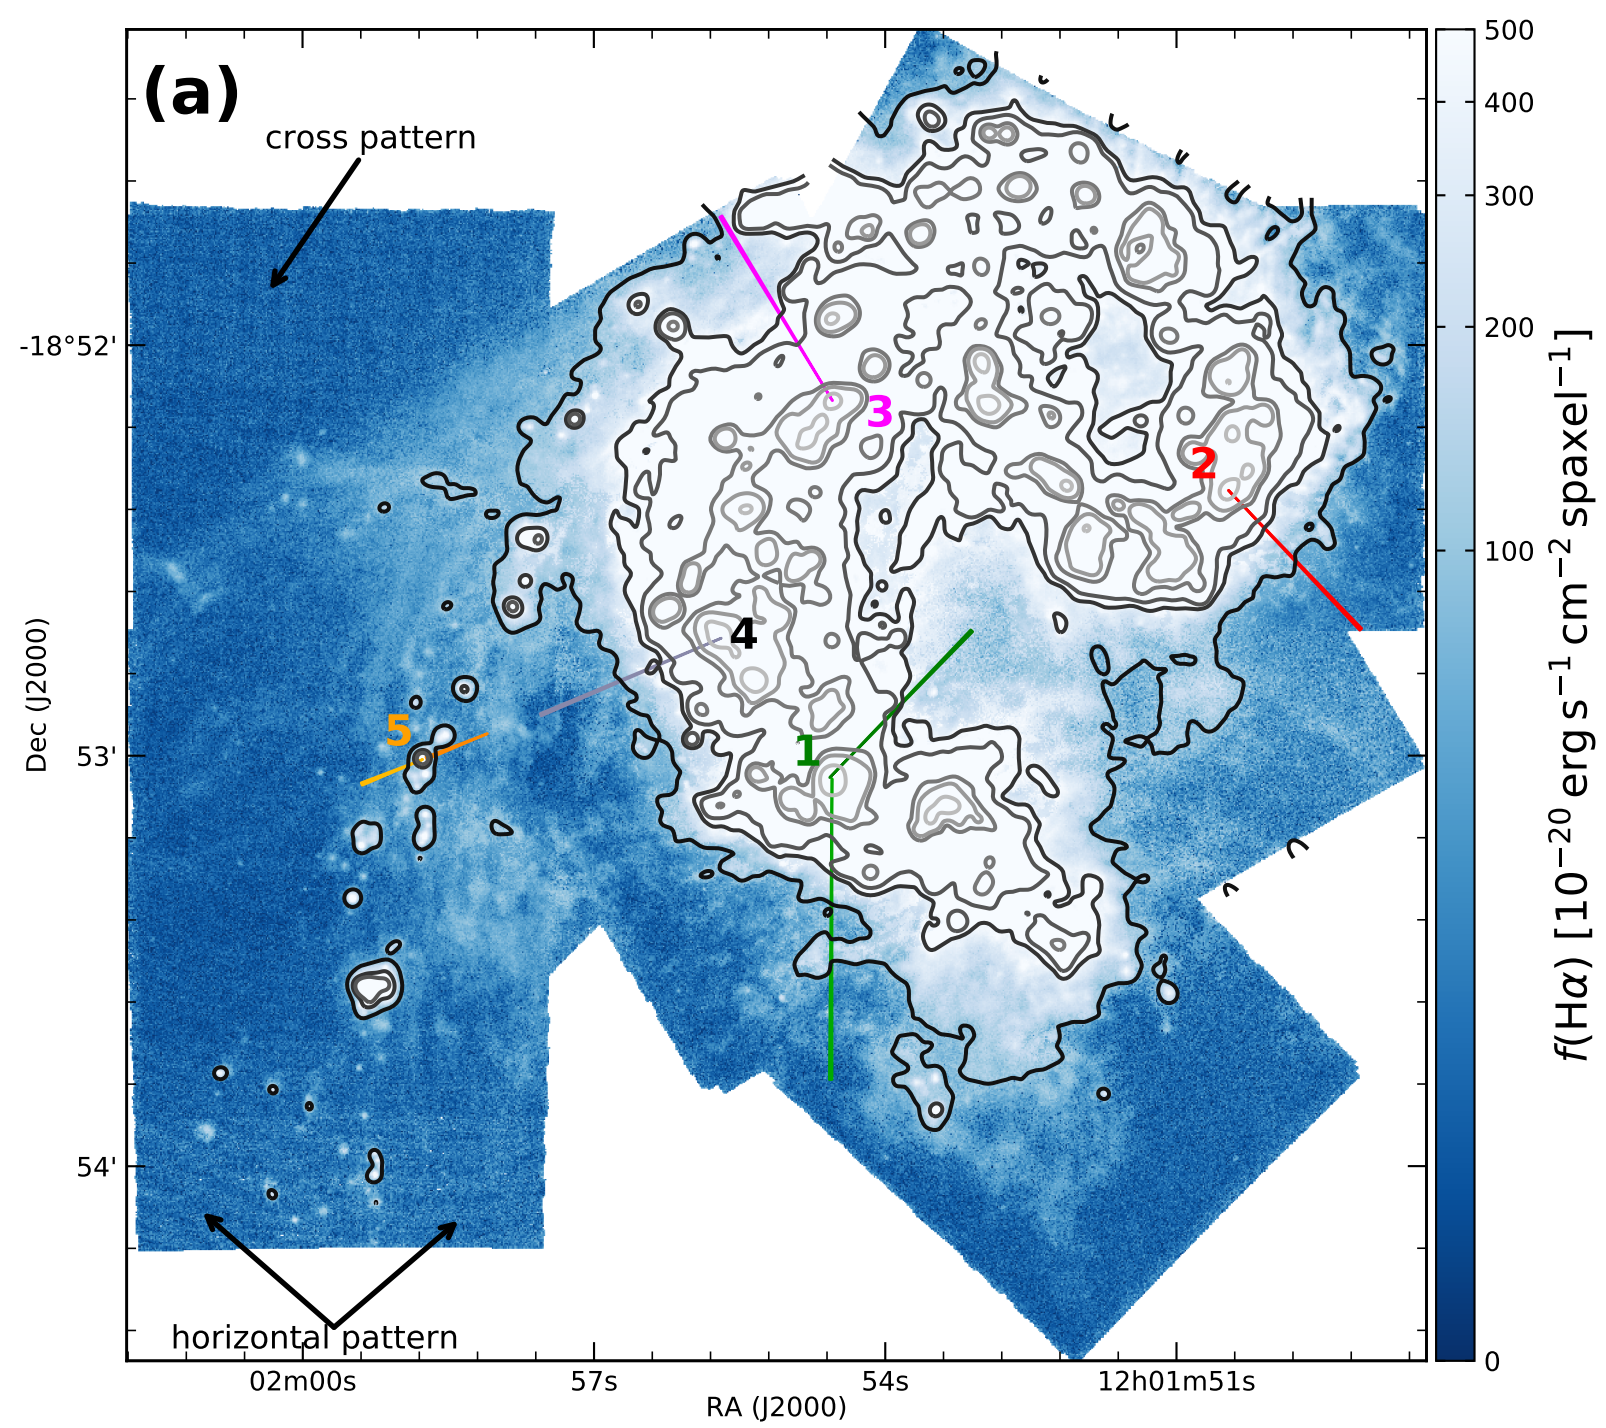 (a)
cross pattern
500
400
300
200
100
0
f(Hα) [10⁻²⁰ erg s⁻¹ cm⁻² spaxel⁻¹]
-18°52'
53'
54'
Dec (J2000)
3
2
4
1
5
horizontal pattern
02m00s
57s
54s
12h01m51s
RA (J2000)